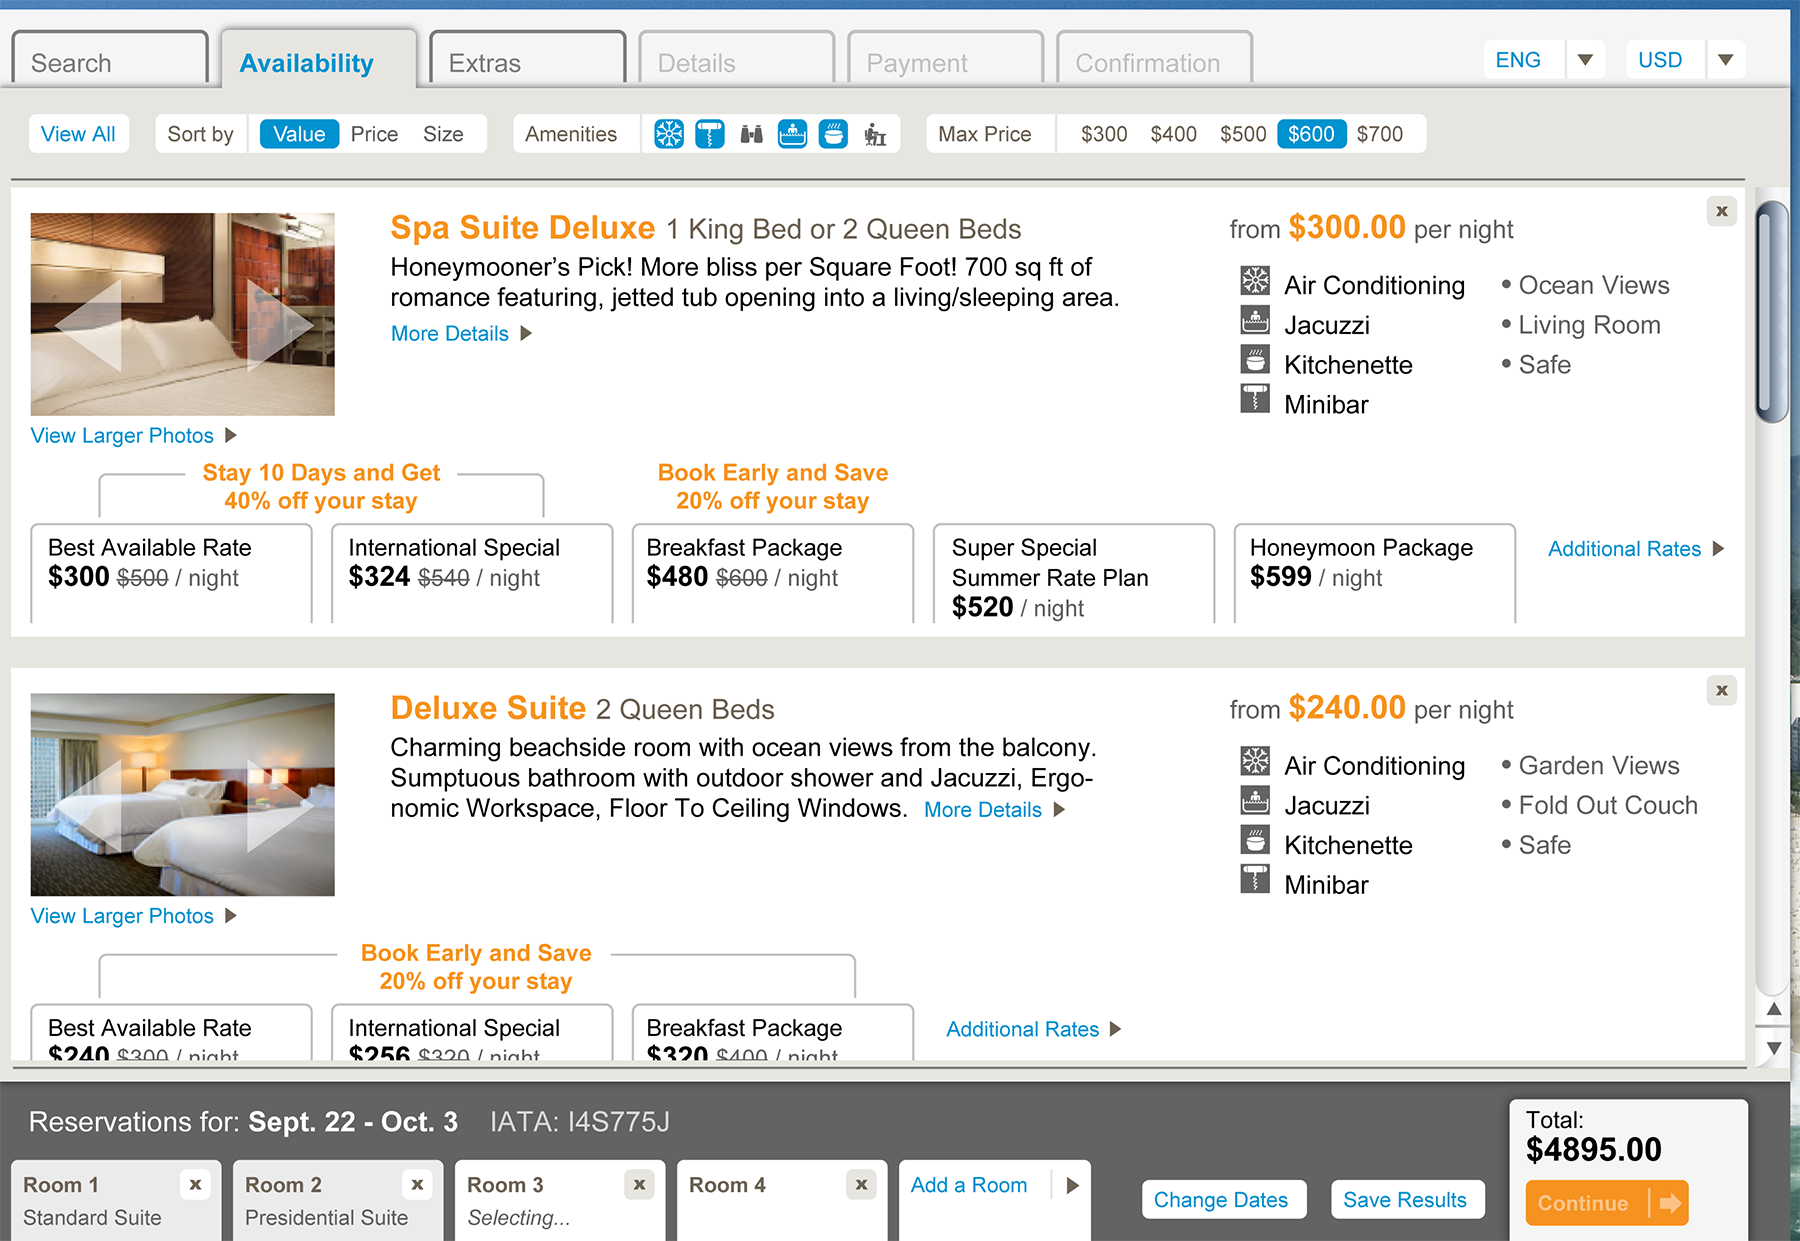 Search
Availability
Extras
Details
Payment
Confirmation
ENG
USD
View All
Sort by Value Price Size
Amenities
Max Price $300 $400 $500 $600 $700
x
Spa Suite Deluxe 1 King Bed or 2 Queen Beds
Honeymooner’s Pick! More bliss per Square Foot! 700 sq ft of
romance featuring, jetted tub opening into a living/sleeping area.
More Details
from $300.00 per night
Air Conditioning
Jacuzzi
Kitchenette
Minibar
• Ocean Views
• Living Room
• Safe
View Larger Photos
Stay 10 Days and Get
40% off your stay
Book Early and Save
20% off your stay
Best Available Rate
$300 $500 / night
International Special
$324 $540 / night
Breakfast Package
$480 $600 / night
Super Special
Summer Rate Plan
$520 / night
Honeymoon Package
$599 / night
Additional Rates
x
Deluxe Suite 2 Queen Beds
Charming beachside room with ocean views from the balcony.
Sumptuous bathroom with outdoor shower and Jacuzzi, Ergo-
nomic Workspace, Floor To Ceiling Windows. More Details
from $240.00 per night
Air Conditioning
Jacuzzi
Kitchenette
Minibar
• Garden Views
• Fold Out Couch
• Safe
View Larger Photos
Book Early and Save
20% off your stay
Best Available Rate
$240 $300 / night
International Special
$256 $320 / night
Breakfast Package
$320 $400 / night
Additional Rates
Reservations for: Sept. 22 - Oct. 3 IATA: I4S775J
Room 1 x
Standard Suite
Room 2 x
Presidential Suite
Room 3 x
Selecting...
Room 4 x
Add a Room
Change Dates
Save Results
Total:
$4895.00
Continue